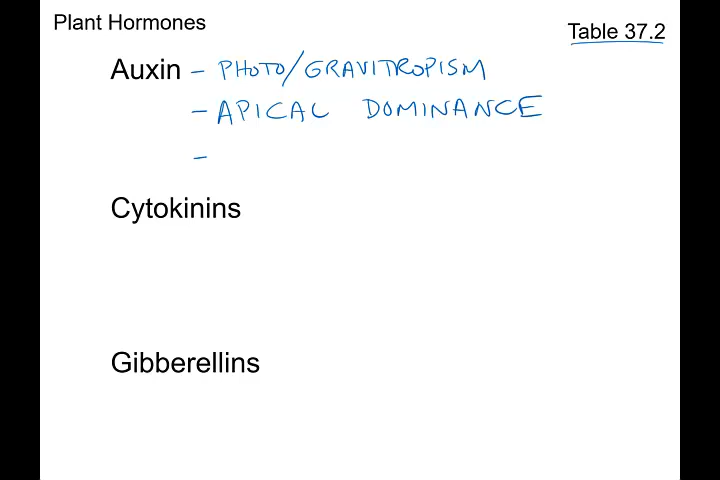 Plant Hormones
Table 37.2
Auxin - PHOTO/GRAVITROPISM
- APICAL DOMINANCE
-
Cytokinins
Gibberellins